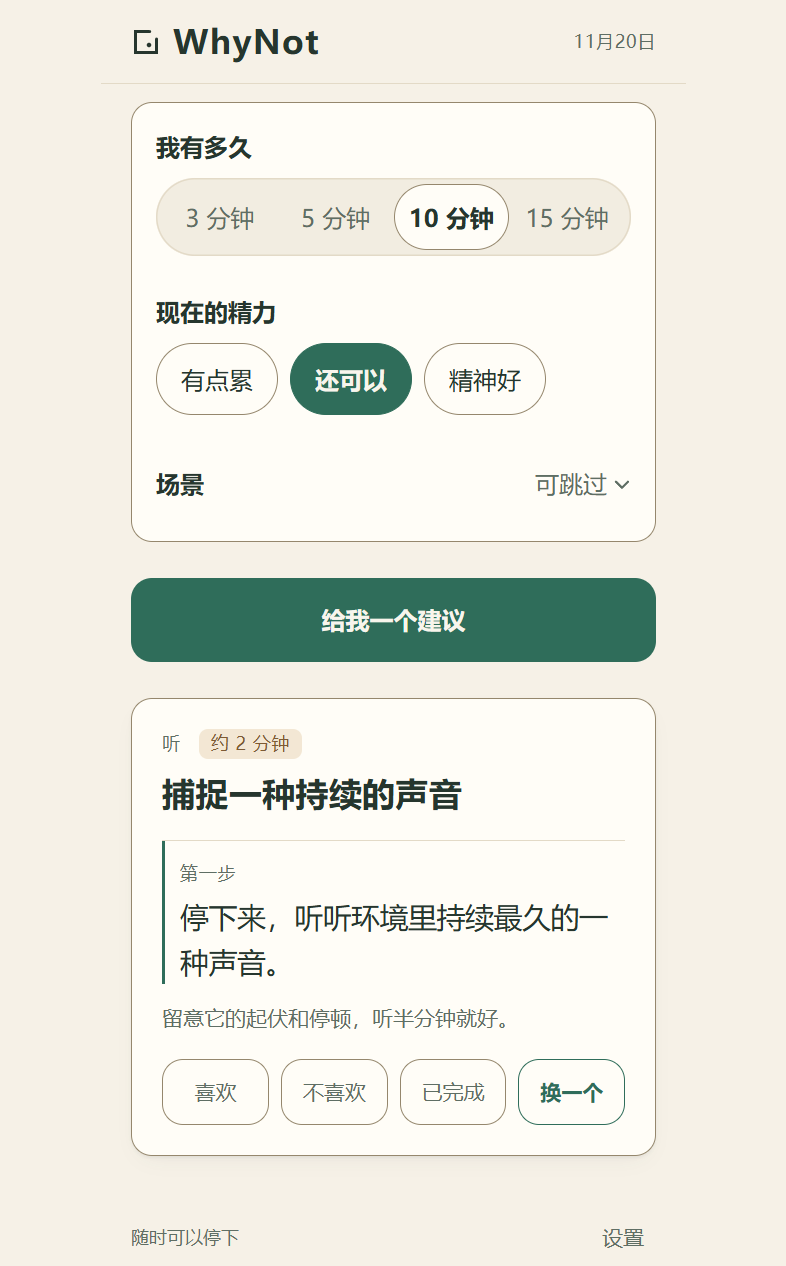 WhyNot
11月20日
我有多久
3 分钟 5 分钟 10 分钟 15 分钟
现在的精力
有点累 还可以 精神好
场景 可跳过
给我一个建议
听 约 2 分钟
捕捉一种持续的声音
第一步
停下来，听听环境里持续最久的一
种声音。
留意它的起伏和停顿，听半分钟就好。
喜欢 不喜欢 已完成 换一个
随时可以停下 设置